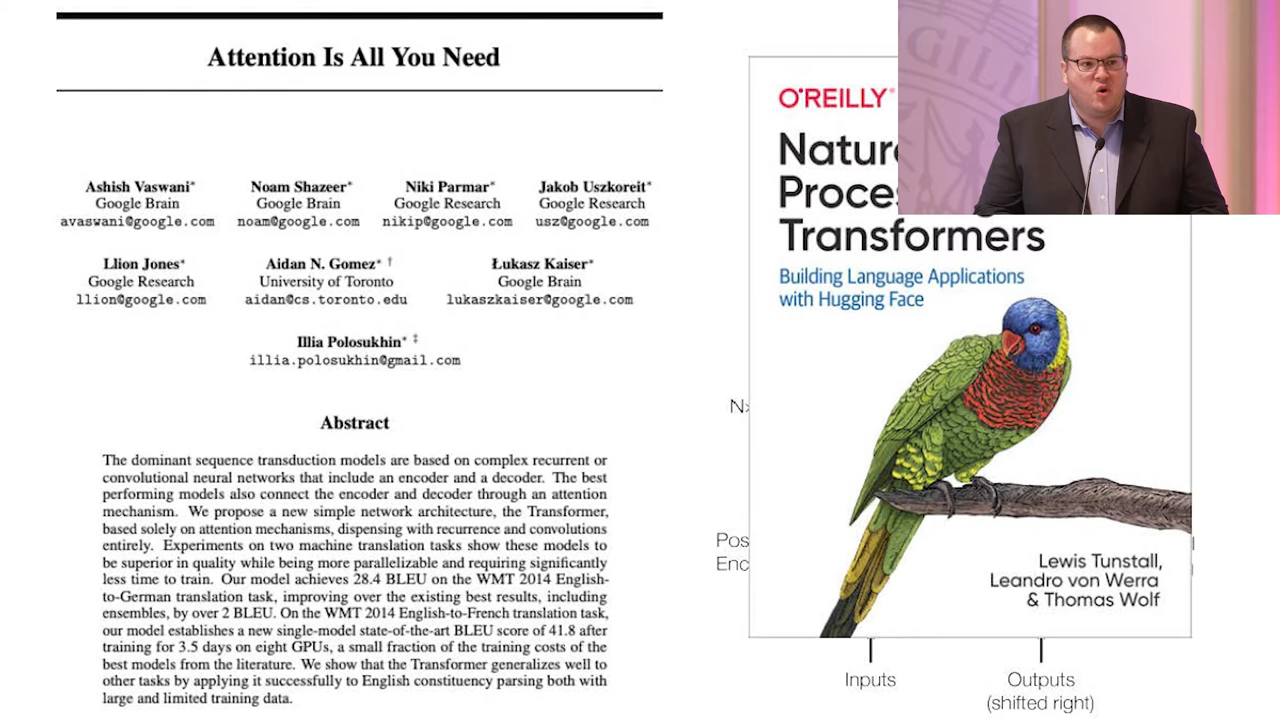 Attention Is All You Need
Ashish Vaswani*
Google Brain
avaswani@google.com
Noam Shazeer*
Google Brain
noam@google.com
Niki Parmar*
Google Research
nikip@google.com
Jakob Uszkoreit*
Google Research
usz@google.com
Llion Jones*
Google Research
llion@google.com
Aidan N. Gomez* †
University of Toronto
aidan@cs.toronto.edu
Łukasz Kaiser*
Google Brain
lukaszkaiser@google.com
Illia Polosukhin* ‡
illia.polosukhin@gmail.com
Abstract
The dominant sequence transduction models are based on complex recurrent or
convolutional neural networks that include an encoder and a decoder. The best
performing models also connect the encoder and decoder through an attention
mechanism. We propose a new simple network architecture, the Transformer,
based solely on attention mechanisms, dispensing with recurrence and convolutions
entirely. Experiments on two machine translation tasks show these models to
be superior in quality while being more parallelizable and requiring significantly
less time to train. Our model achieves 28.4 BLEU on the WMT 2014 English-
to-German translation task, improving over the existing best results, including
ensembles, by over 2 BLEU. On the WMT 2014 English-to-French translation task,
our model establishes a new single-model state-of-the-art BLEU score of 41.8 after
training for 3.5 days on eight GPUs, a small fraction of the training costs of the
best models from the literature. We show that the Transformer generalizes well to
other tasks by applying it successfully to English constituency parsing both with
large and limited training data.
O'REILLY®
Natur
Proce
Transformers
Building Language Applications
with Hugging Face
Lewis Tunstall,
Leandro von Werra
& Thomas Wolf
N
Pos
Enc
Inputs
Outputs
(shifted right)
GILL